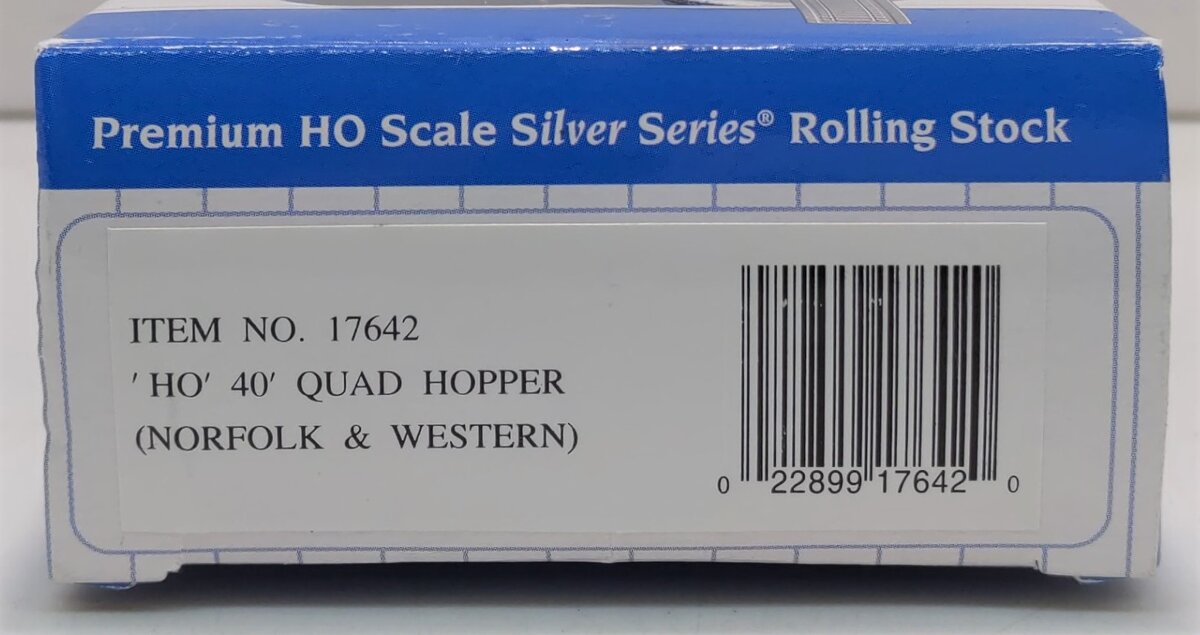 Premium HO Scale Silver Series® Rolling Stock
ITEM NO. 17642
'HO' 40' QUAD HOPPER
(NORFOLK & WESTERN)
0 22899 17642 0